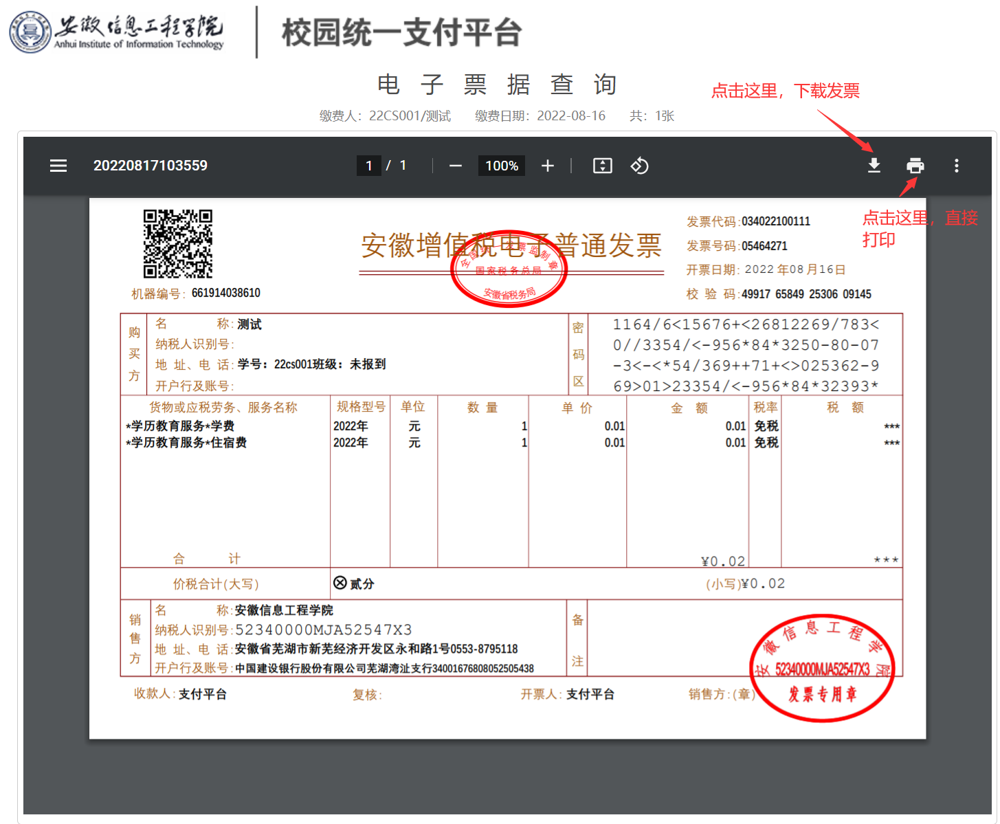 安徽信息工程学院
Anhui Institute of Information Technology
校园统一支付平台
电子票据查询
点击这里，下载发票
缴费人：22CS001/测试 缴费日期：2022-08-16 共：1张
20220817103559 1 / 1 100%
点击这里，直接
打印
安徽增值税电子普通发票
全国统一发票监制章
国家税务总局
安徽省税务局
发票代码:034022100111
发票号码:05464271
开票日期: 2022 年08 月16日
校 验 码:49917 65849 25306 09145
机器编号: 661914038610
购买方
名 称:测试
纳税人识别号:
地 址、电 话:学号：22cs001班级：未报到
开户行及账号:
密码区
1164/6<15676+<26812269/783<
0//3354/<-956*84*3250-80-07
-3<-<*54/369++71+<>025362-9
69>01>23354/<-956*84*32393*
货物或应税劳务、服务名称 规格型号 单位 数 量 单 价 金 额 税率 税 额
*学历教育服务*学费 2022年 元 1 0.01 0.01 免税 ***
*学历教育服务*住宿费 2022年 元 1 0.01 0.01 免税 ***
合 计 ¥0.02 ***
价税合计(大写) ⊗贰分 (小写)¥0.02
销售方
名 称:安徽信息工程学院
纳税人识别号:52340000MJA52547X3
地 址、电 话:安徽省芜湖市新芜经济开发区永和路1号0553-8795118
开户行及账号:中国建设银行股份有限公司芜湖湾沚支行34001676808052505438
备注
安徽信息工程学院
52340000MJA52547X3
发票专用章
收款人:支付平台 复核: 开票人:支付平台 销售方:(章)